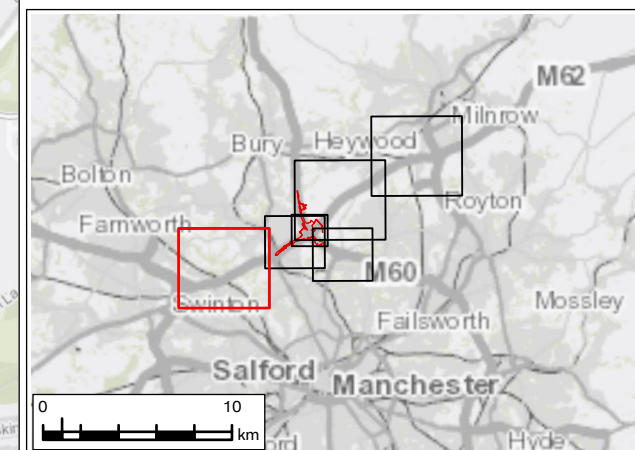 M62
Milnrow
Bury
Heywood
Bolton
Royton
Farnworth
M60
Swinton
Mossley
Failsworth
Salford
Manchester
0 10
km
Hyde